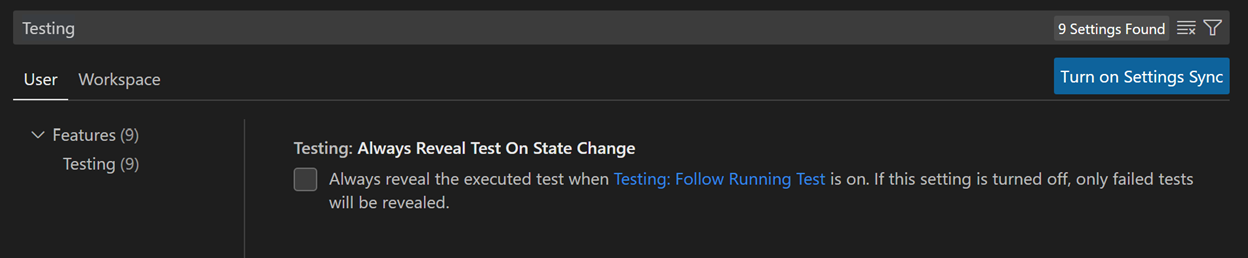 Testing
9 Settings Found
User Workspace
Turn on Settings Sync
Features (9)
Testing (9)
Testing: Always Reveal Test On State Change
Always reveal the executed test when Testing: Follow Running Test is on. If this setting is turned off, only failed tests
will be revealed.